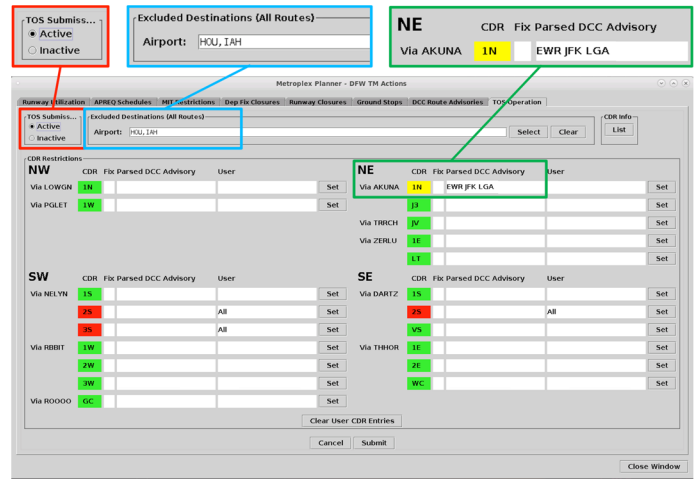 TOS Submiss...
Active
Inactive
Excluded Destinations (All Routes)
Airport: HOU,IAH
NE CDR Fix Parsed DCC Advisory
Via AKUNA 1N EWR JFK LGA
Metroplex Planner - DFW TM Actions
Runway Utilization APREQ Schedules MIT Restrictions Dep Fix Closures Runway Closures Ground Stops DCC Route Advisories TOS Operation
TOS Submiss...
Active
Inactive
Excluded Destinations (All Routes)
Airport: HOU,IAH Select Clear
CDR Info
List
CDR Restrictions
NW CDR Fix Parsed DCC Advisory User
Via LOWGN 1N Set
Via PGLET 1W Set
NE CDR Fix Parsed DCC Advisory User
Via AKUNA 1N EWR JFK LGA Set
J3 Set
Via TRRCH JV Set
Via ZERLU 1E Set
LT Set
SW CDR Fix Parsed DCC Advisory User
Via NELYN 1S Set
2S All Set
3S All Set
Via RBBIT 1W Set
2W Set
3W Set
Via ROOOO GC Set
SE CDR Fix Parsed DCC Advisory User
Via DARTZ 1S Set
2S All Set
VS Set
Via THHOR 1E Set
2E Set
WC Set
Clear User CDR Entries
Cancel Submit
Close Window